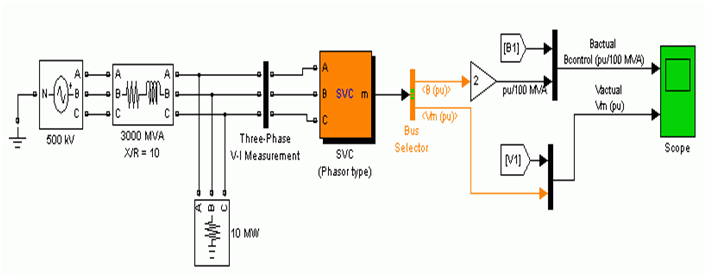 N
A
B
C
500 kV
A
B
C
A
B
C
3000 MVA
X/R = 10
Three-Phase
V-I Measurement
A
B
C
10 MW
A
B
C
SVC
m
SVC
(Phasor type)
<B (pu)>
<Vm (pu)>
Bus
Selector
2
pu/100 MVA
[B1]
[V1]
Bactual
Bcontrol (pu/100 MVA)
Vactual
Vm (pu)
Scope